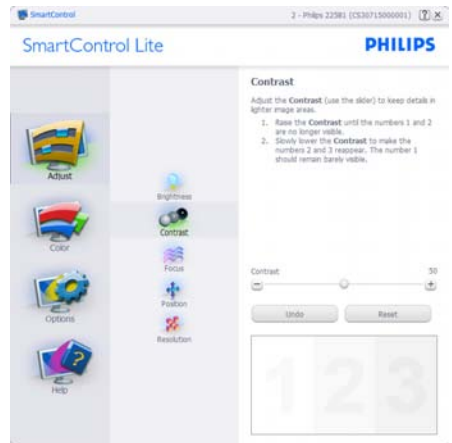 SmartControl
2 - Philips 225B1 (CS30715000001)
SmartControl Lite
PHILIPS
Adjust
Color
Options
Help
Brightness
Contrast
Focus
Position
Resolution
Contrast
Adjust the Contrast (use the slider) to keep details in
lighter image areas.
1. Raise the Contrast until the numbers 1 and 2
are no longer visible.
2. Slowly lower the Contrast to make the
numbers 2 and 3 reappear. The number 1
should remain barely visible.
Contrast
50
Undo
Reset
1 2 3